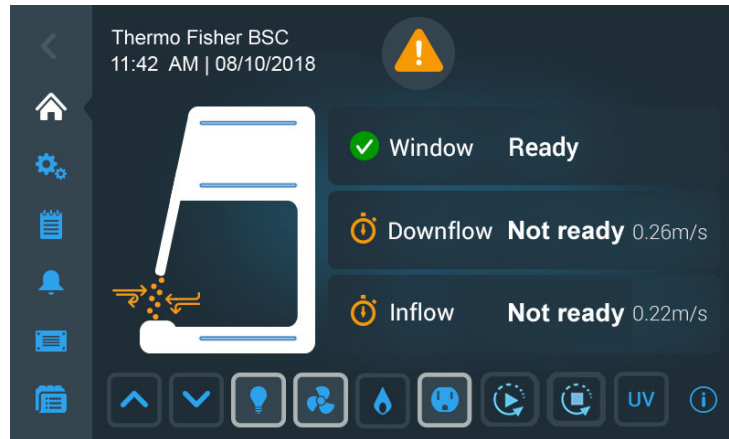 Thermo Fisher BSC
11:42 AM | 08/10/2018
Window Ready
Downflow Not ready 0.26m/s
Inflow Not ready 0.22m/s
UV